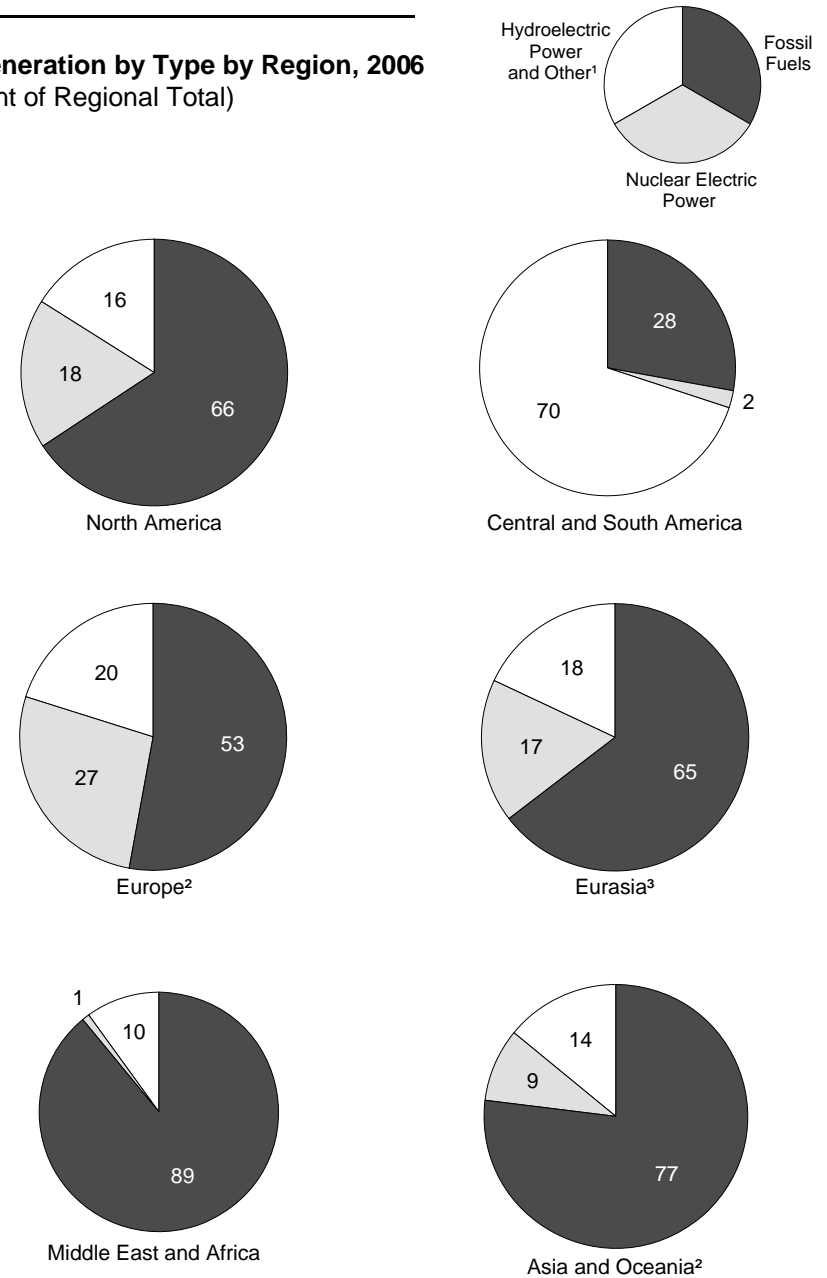 eneration by Type by Region, 2006
nt of Regional Total)
Hydroelectric
Power
and Other¹
Fossil
Fuels
Nuclear Electric
Power
16
18
66
North America
28
2
70
Central and South America
20
27
53
Europe²
18
17
65
Eurasia³
1
10
89
Middle East and Africa
14
9
77
Asia and Oceania²